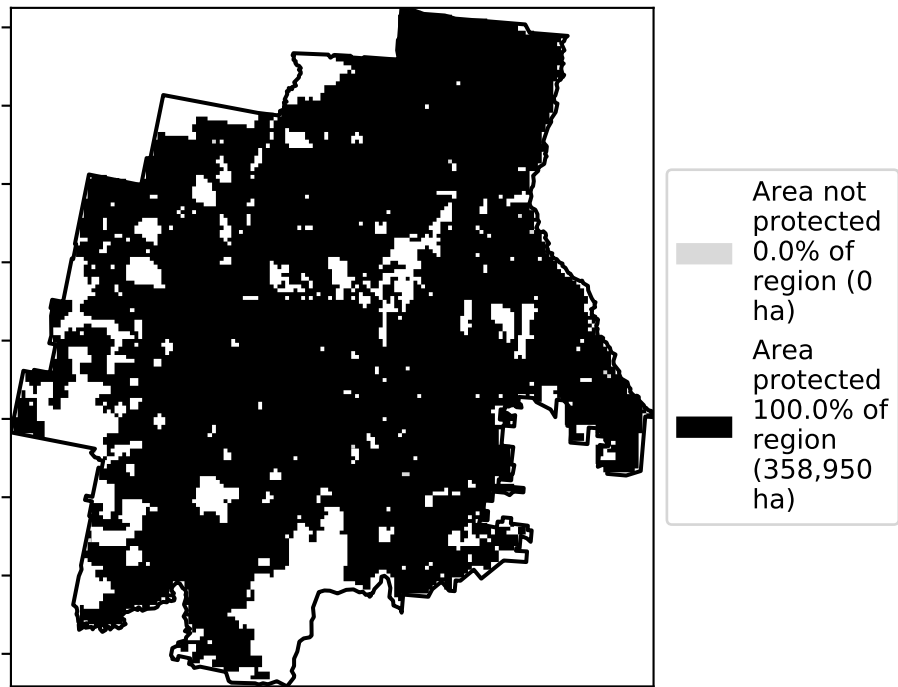 Area not
protected
0.0% of
region (0
ha)
Area
protected
100.0% of
region
(358,950
ha)